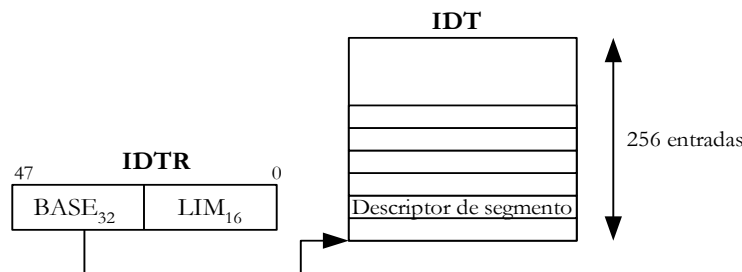 IDT
256 entradas
IDTR
47 0
BASE32 LIM16
Descriptor de segmento